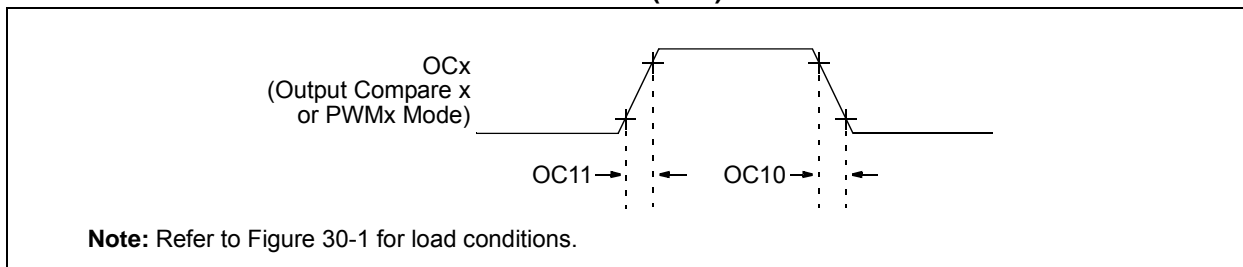 OCx
(Output Compare x
or PWMx Mode)
OC11
OC10
Note: Refer to Figure 30-1 for load conditions.